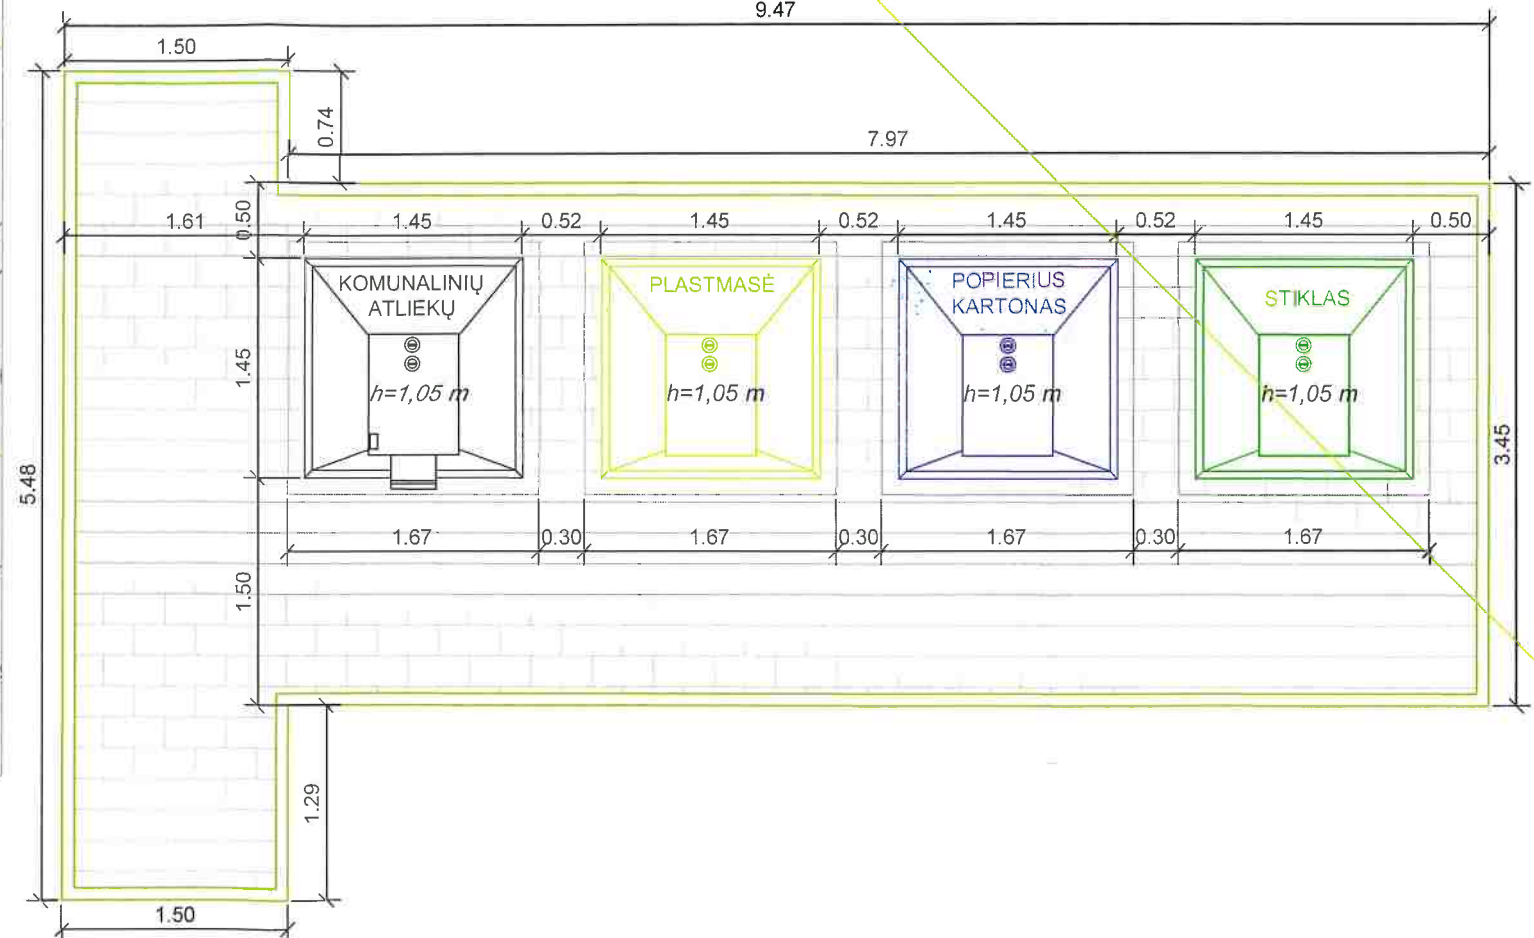 9.47
1.50
0.74
7.97
1.61
0.50
1.45
0.52
1.45
0.52
1.45
0.52
1.45
0.50
KOMUNALINIŲ
ATLIEKŲ
PLASTMASĖ
POPIERIUS
KARTONAS
STIKLAS
1.45
h=1,05 m
h=1,05 m
h=1,05 m
h=1,05 m
5.48
3.45
1.67
0.30
1.67
0.30
1.67
0.30
1.67
1.50
1.29
1.50